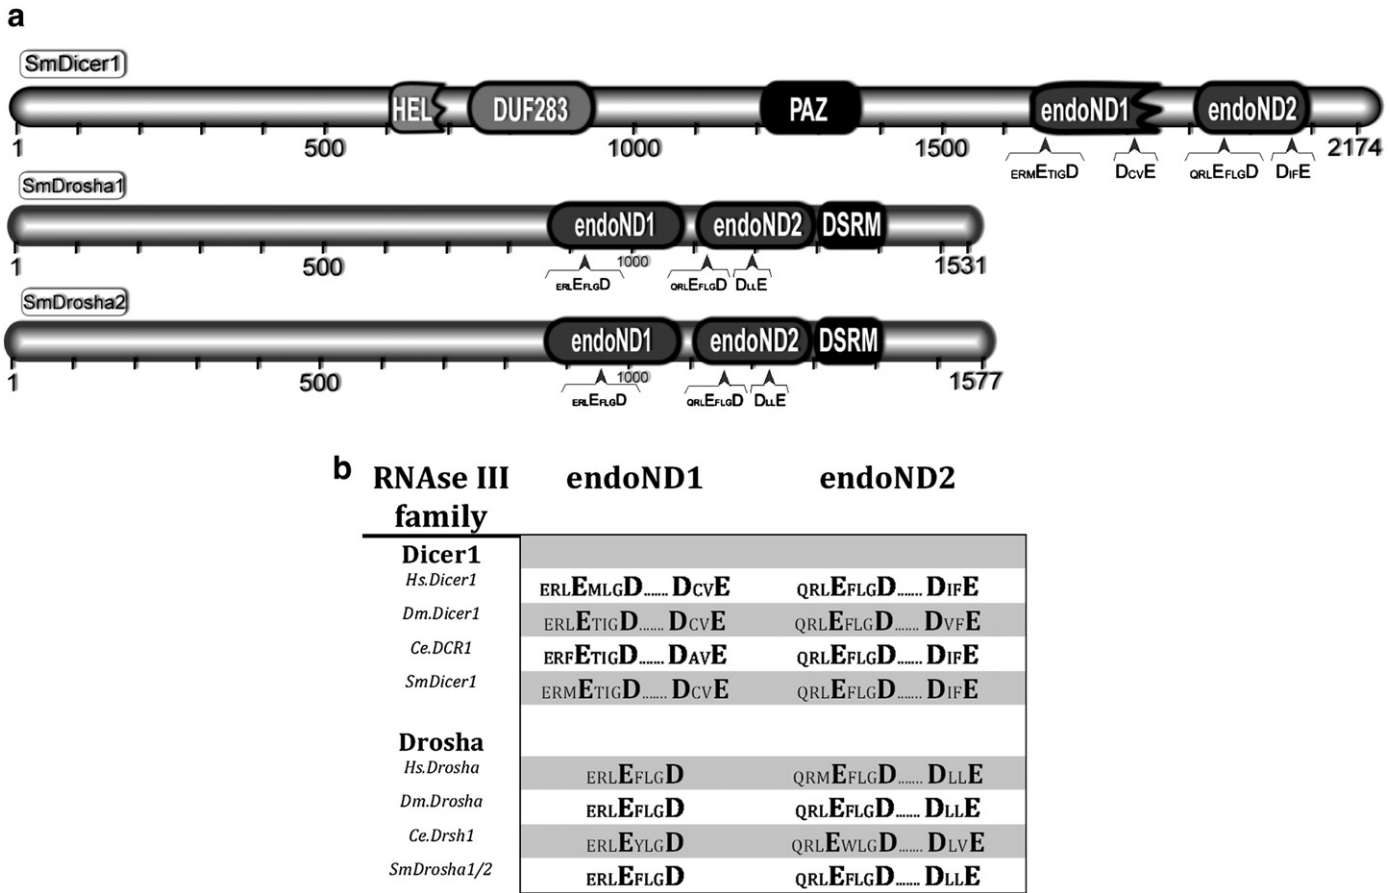 a
SmDicer1
HEL DUF283 PAZ endoND1 endoND2
1 500 1000 1500 2174
ERMETIGD DCVE QRLEFLGD DIFE
SmDrosha1
endoND1 endoND2 DSRM
1 500 1000 1531
ERLEFLGD QRLEFLGD DLLE
SmDrosha2
endoND1 endoND2 DSRM
1 500 1000 1577
ERLEFLGD QRLEFLGD DLLE
b RNAse III endoND1 endoND2
family
Dicer1
Hs.Dicer1 ERLEMLGD...... DCVE QRLEFLGD...... DIFE
Dm.Dicer1 ERLETIGD....... DCVE QRLEFLGD....... DVFE
Ce.DCR1 ERFETIGD....... DAVE QRLEFLGD....... DIFE
SmDicer1 ERMETIGD....... DCVE QRLEFLGD....... DIFE
Drosha
Hs.Drosha ERLEFLGD QRMEFLGD....... DLLE
Dm.Drosha ERLEFLGD QRLEFLGD....... DLLE
Ce.Drsh1 ERLEYLGD QRLEWLGD....... DLVE
SmDrosha1/2 ERLEFLGD QRLEFLGD....... DLLE